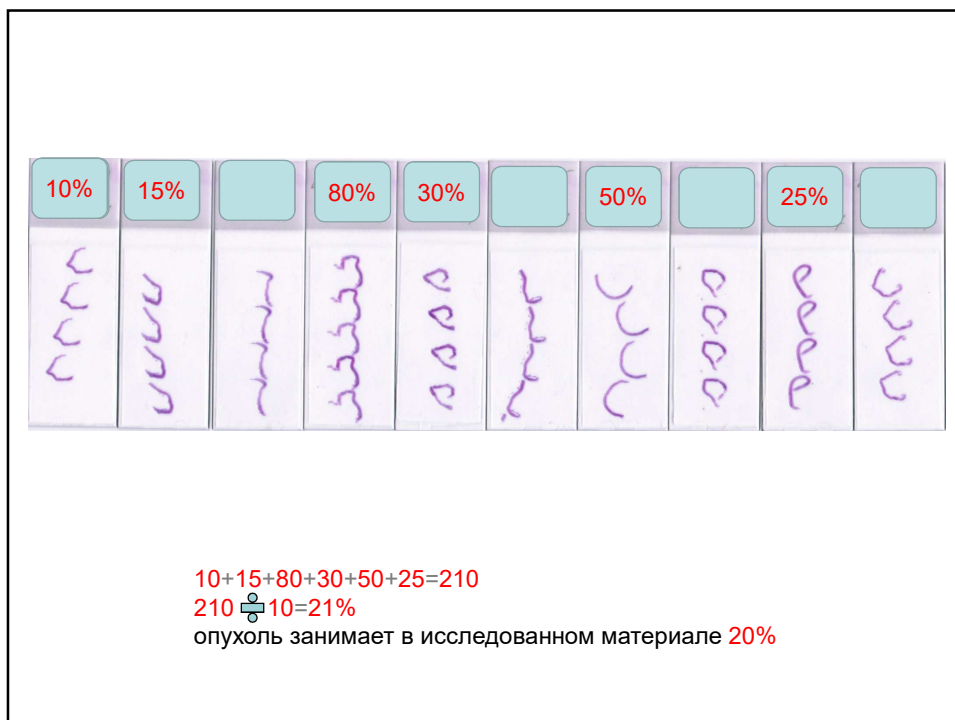 10% 15% 80% 30% 50% 25%
10+15+80+30+50+25=210
210 ÷ 10=21%
опухоль занимает в исследованном материале 20%